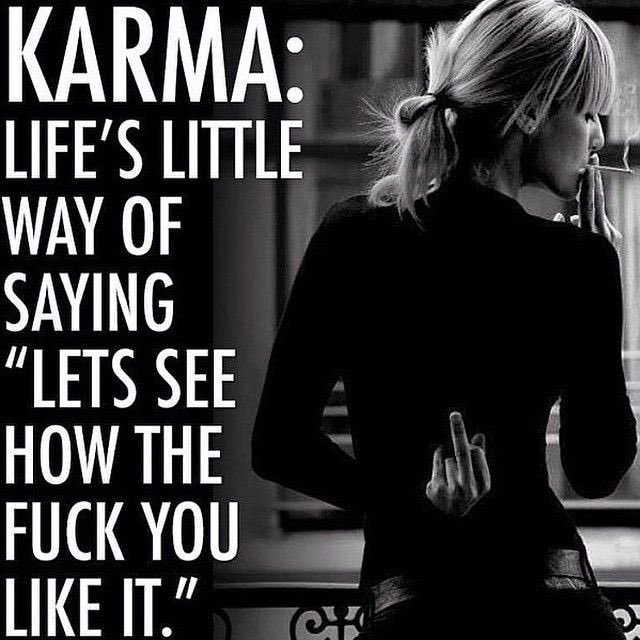 KARMA:
LIFE'S LITTLE
WAY OF
SAYING
“LETS SEE
HOW THE
FUCK YOU
LIKE IT.”